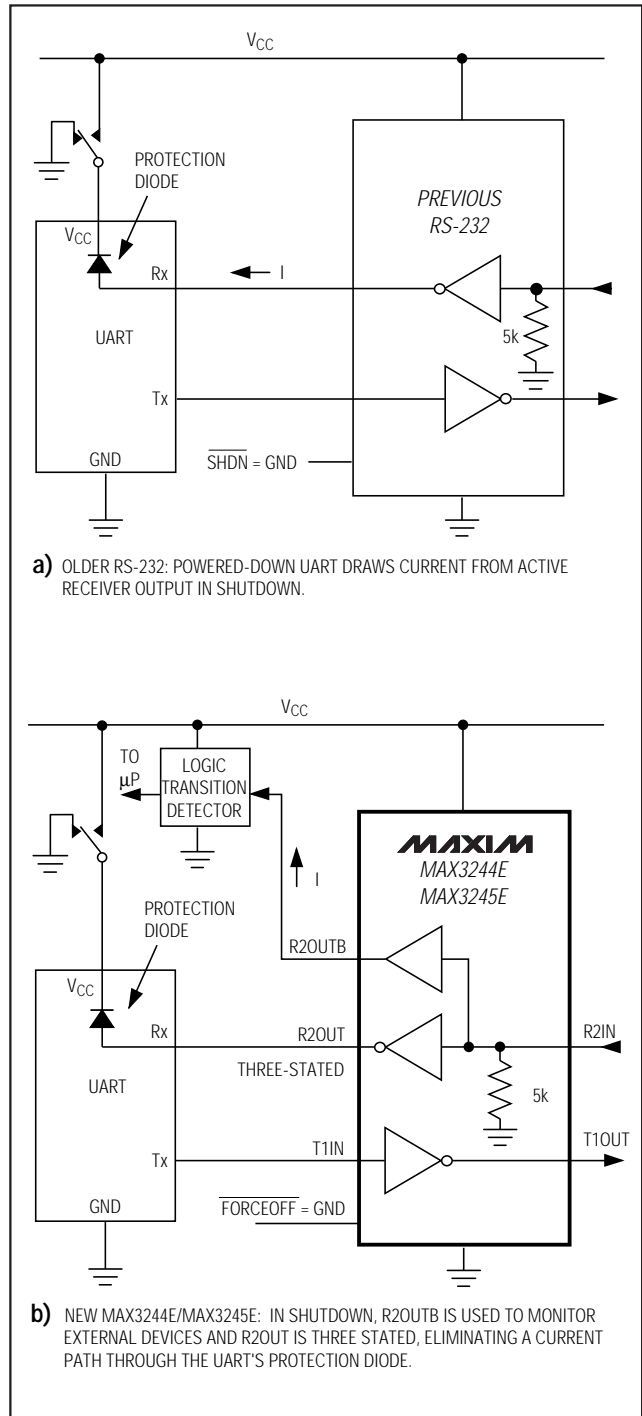 VCC
PROTECTION
DIODE
PREVIOUS
RS-232
VCC
Rx
I
5k
UART
Tx
GND
SHDN = GND
a) OLDER RS-232: POWERED-DOWN UART DRAWS CURRENT FROM ACTIVE
RECEIVER OUTPUT IN SHUTDOWN.
VCC
TO
µP
LOGIC
TRANSITION
DETECTOR
MAXIM
MAX3244E
MAX3245E
I
PROTECTION
DIODE
R2OUTB
VCC
Rx
R2OUT
R2IN
THREE-STATED
UART
5k
T1IN
T1OUT
Tx
FORCEOFF = GND
GND
b) NEW MAX3244E/MAX3245E: IN SHUTDOWN, R2OUTB IS USED TO MONITOR
EXTERNAL DEVICES AND R2OUT IS THREE STATED, ELIMINATING A CURRENT
PATH THROUGH THE UART'S PROTECTION DIODE.